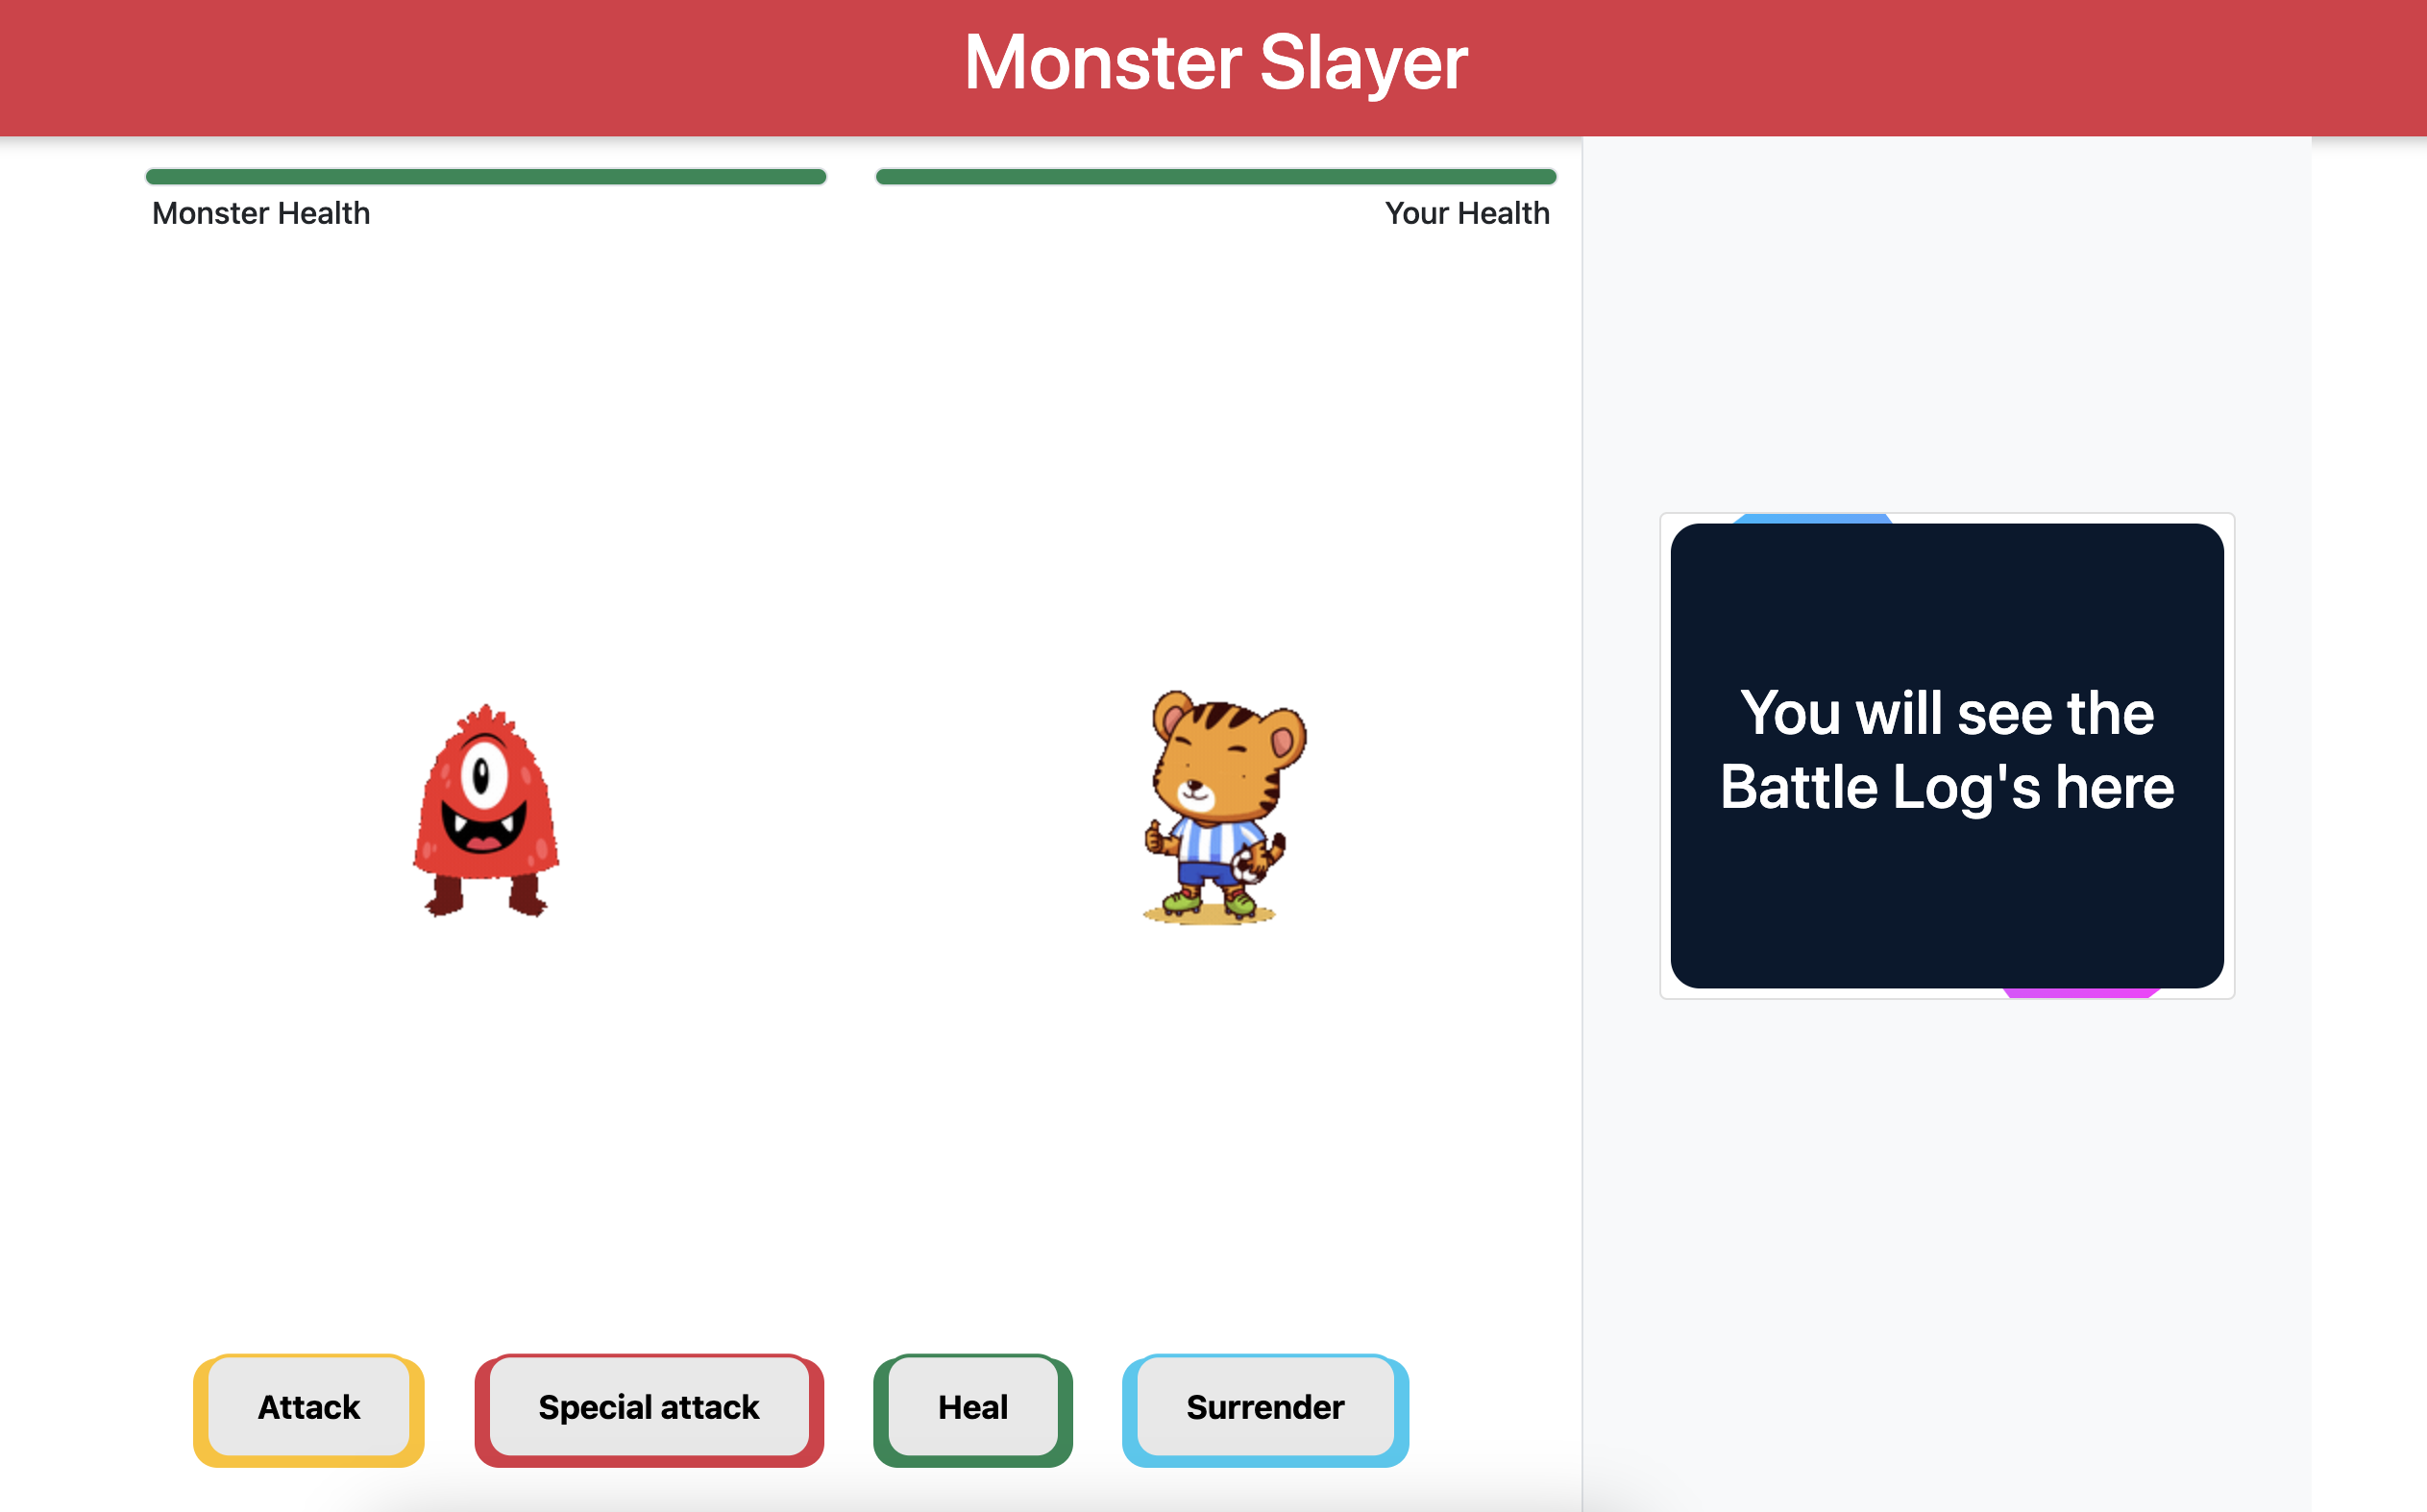 Monster Slayer
Monster Health
Your Health
You will see the
Battle Log's here
Attack
Special attack
Heal
Surrender